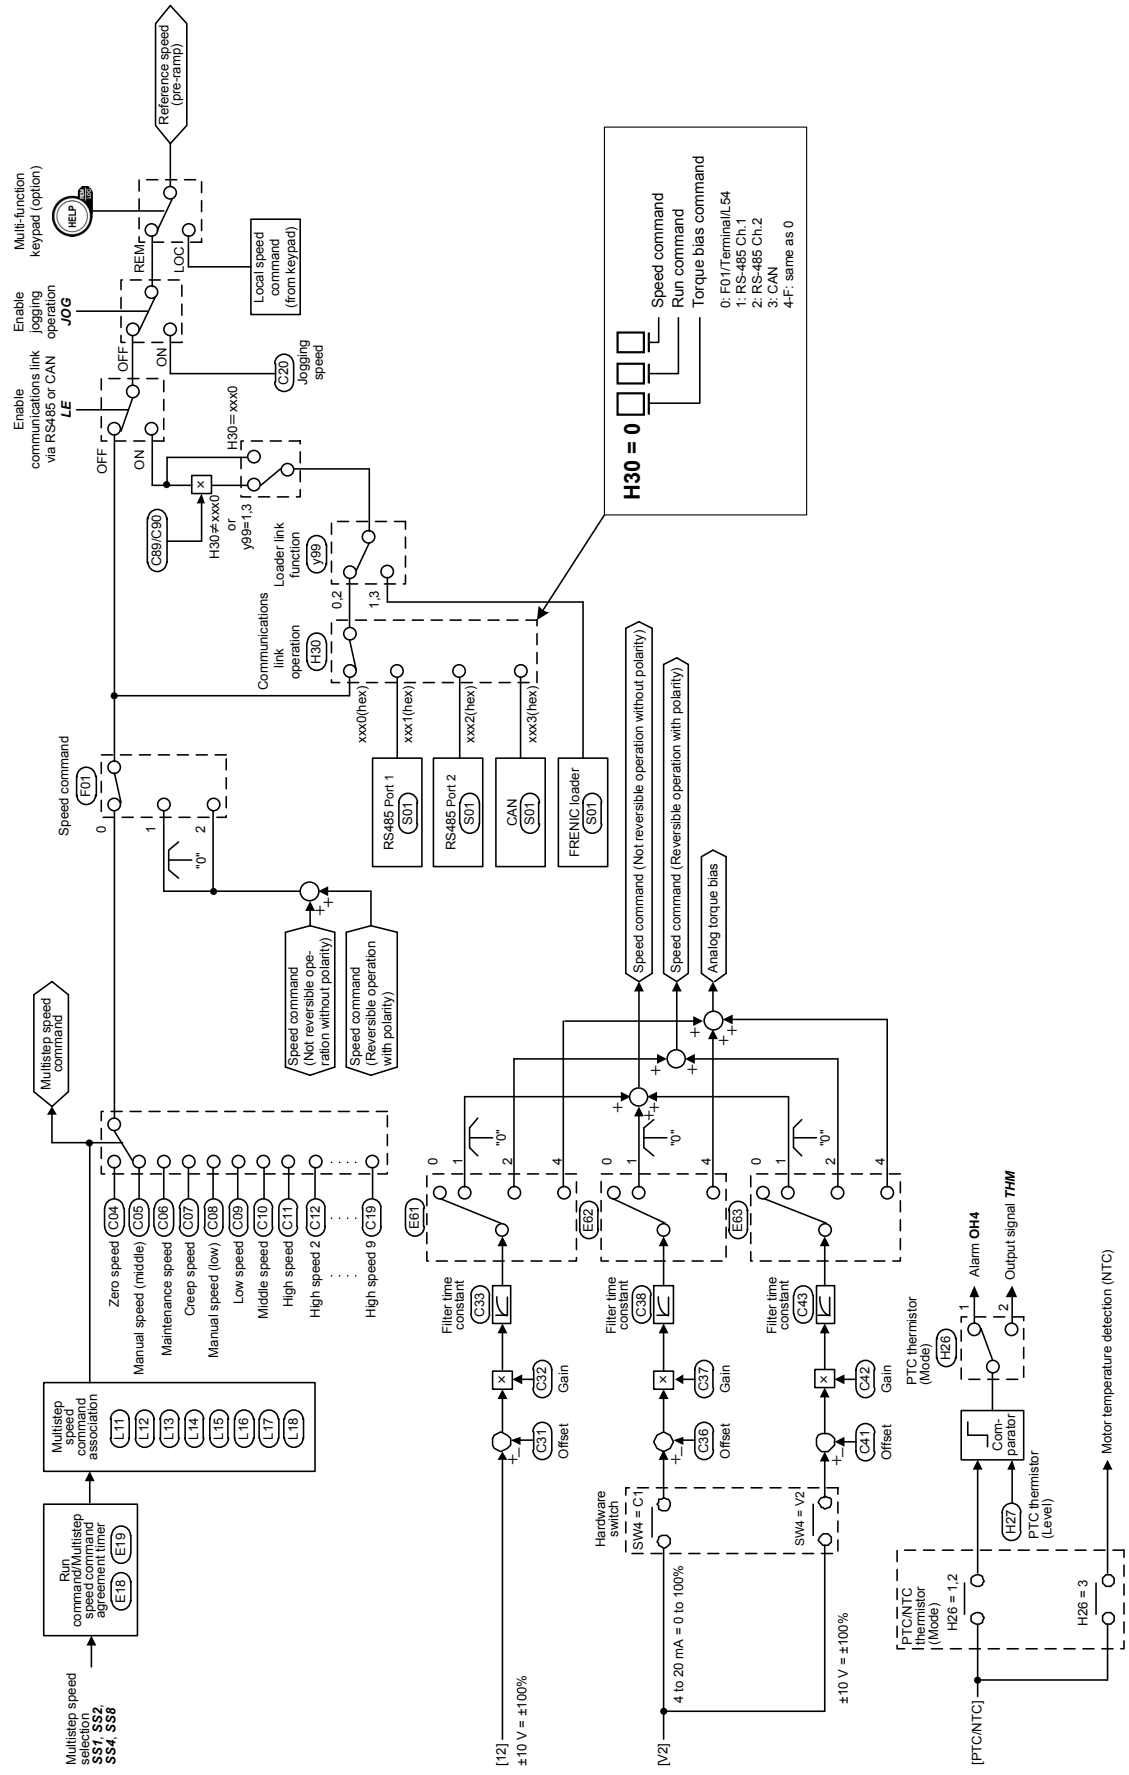 Multistep speed
selection
SS1, SS2,
SS4, SS8
Run
command/Multistep
speed command
agreement timer
E18
E19
Multistep
speed
command
association
L11
L12
L13
L14
L15
L16
L17
L18
Multistep speed
command
Zero speed
C04
Manual speed (middle)
C05
Maintenance speed
C06
Creep speed
C07
Manual speed (low)
C08
Low speed
C09
Middle speed
C10
High speed
C11
High speed 2
C12
. . . .
. . . .
. . . .
High speed 9
C19
Speed command
F01
0
1
2
"0"
Speed command
(Not reversible ope-
ration without polarity)
Speed command
(Reversible operation
with polarity)
+
+
Communications
link
operation
H30
xxx0(hex)
xxx1(hex)
xxx2(hex)
xxx3(hex)
RS485 Port 1
S01
RS485 Port 2
S01
CAN
S01
FRENIC loader
S01
Loader link
function
y99
0,2
1,3
C89/C90
×
H30≠xxx0
or
y99=1,3
H30=xxx0
Enable
communications link
via RS485 or CAN
LE
OFF
ON
Enable
jogging
operation
JOG
OFF
ON
C20
Jogging
speed
Multi-function
keypad (option)
HELP
REM
LOC
Local speed
command
(from keypad)
Reference speed
(pre-ramp)
H30 = 0
Speed command
Run command
Torque bias command
0: F01/Terminal/L54
1: RS-485 Ch.1
2: RS-485 Ch.2
3: CAN
4-F: same as 0
[12]
±10 V = ±100%
+
-
C31
Offset
×
C32
Gain
Filter time
constant
C33
E61
0
1
2
4
"0"
[V2]
4 to 20 mA = 0 to 100%
±10 V = ±100%
Hardware
switch
SW4 = C1
SW4 = V2
+
-
C36
Offset
×
C37
Gain
Filter time
constant
C38
E62
0
1
4
"0"
+
-
C41
Offset
×
C42
Gain
Filter time
constant
C43
E63
0
1
2
4
"0"
+
+
+
+
+
+
+
+
Speed command (Not reversible operation without polarity)
Speed command (Reversible operation with polarity)
Analog torque bias
[PTC/NTC]
PTC/NTC
thermistor
(Mode)
H26 = 1,2
H26 = 3
H27
PTC thermistor
(Level)
Com-
parator
PTC thermistor
(Mode)
H26
1
2
Alarm OH4
Output signal THM
Motor temperature detection (NTC)